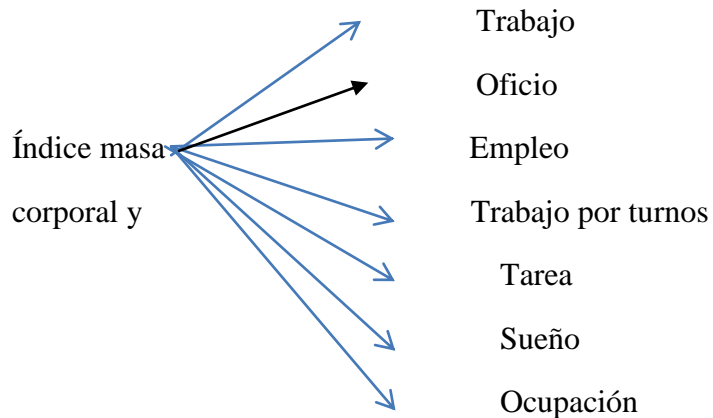 Trabajo
Oficio
Índice masa
Empleo
corporal y
Trabajo por turnos
Tarea
Sueño
Ocupación